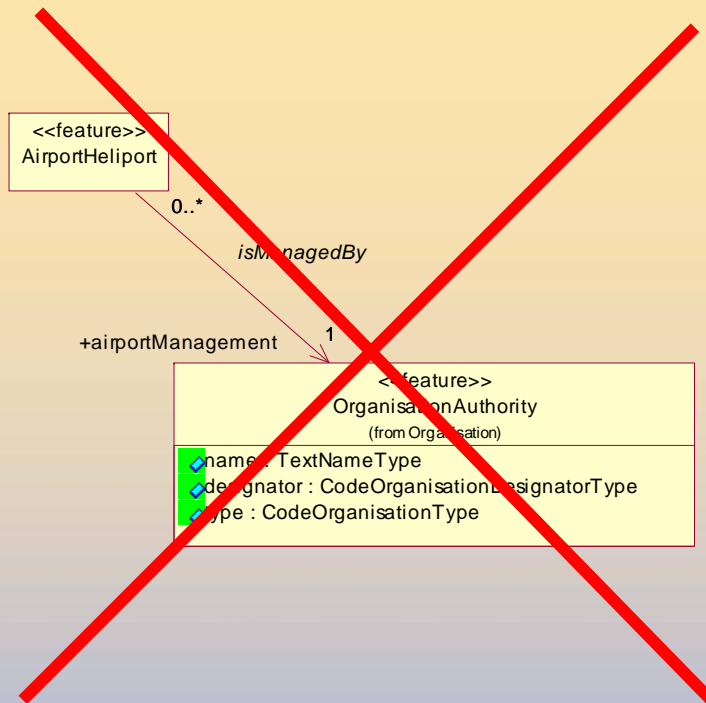 <<feature>>
AirportHeliport
0..*
isManagedBy
1
+airportManagement
<<feature>>
OrganisationAuthority
(from Organisation)
name : TextNameType
designator : CodeOrganisationDesignatorType
type : CodeOrganisationType